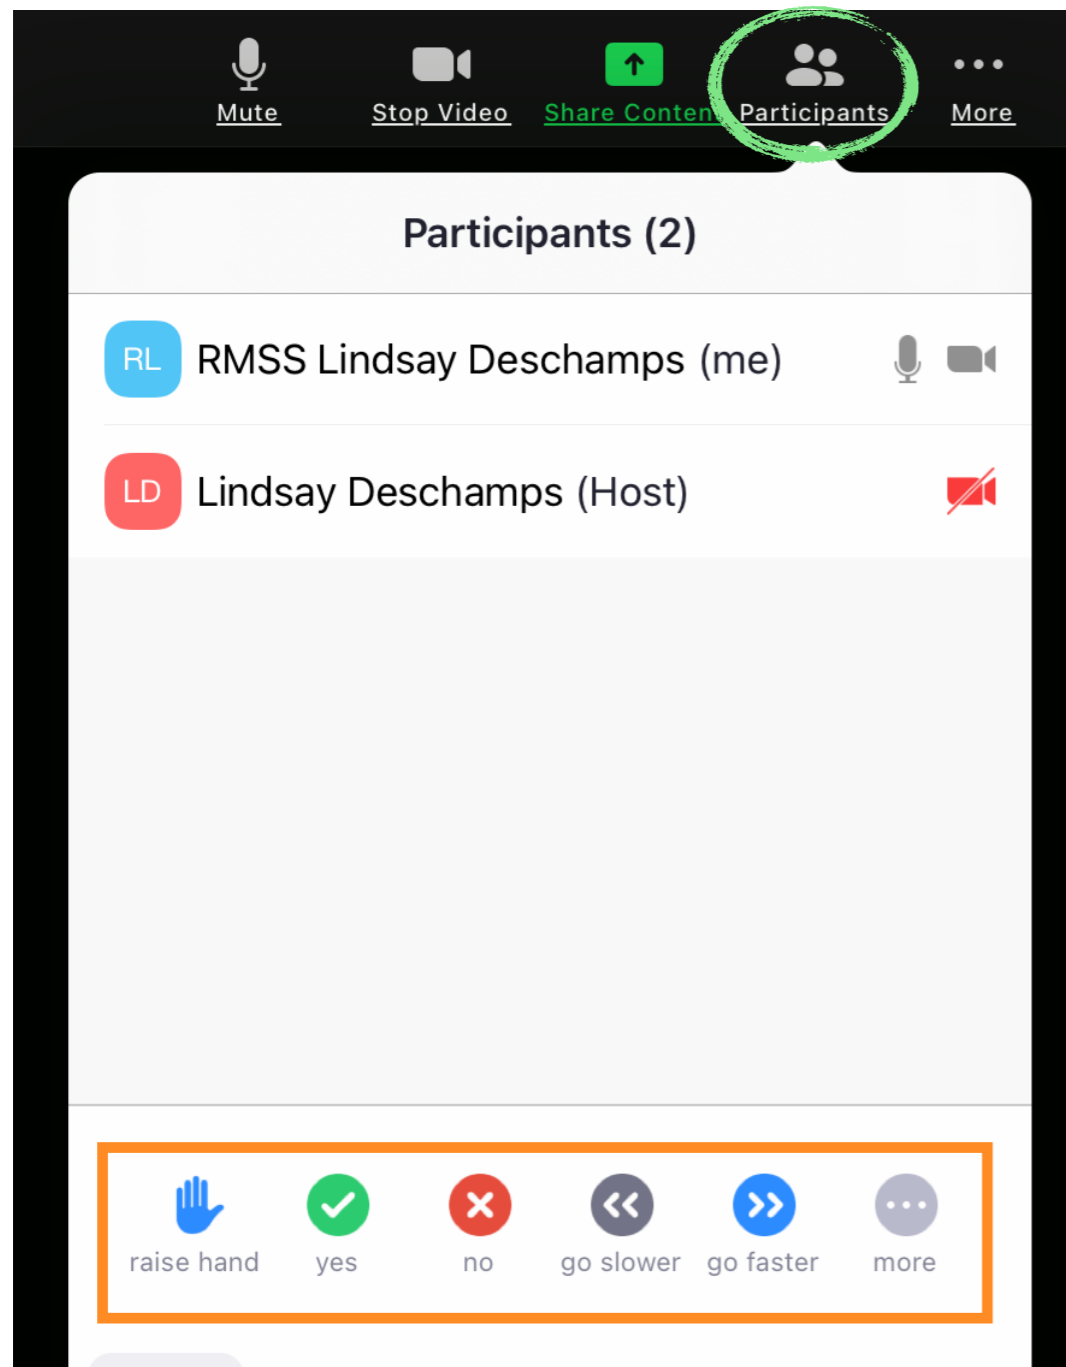 Mute Stop Video Share Conten Participants More
Participants (2)
RL RMSS Lindsay Deschamps (me)
LD Lindsay Deschamps (Host)
raise hand yes no go slower go faster more